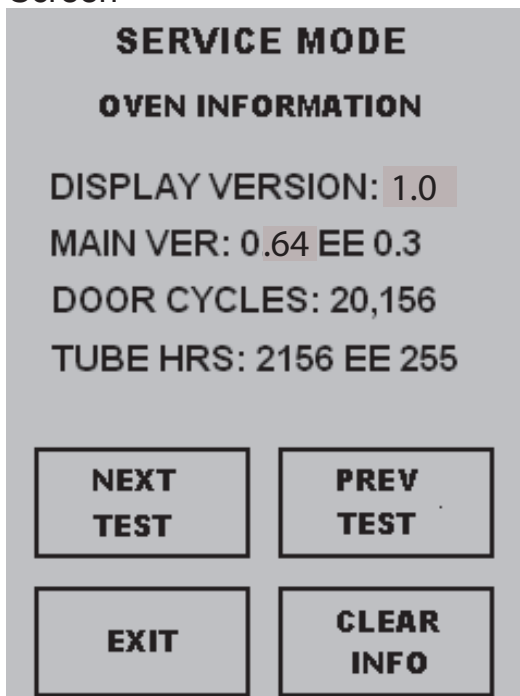 SERVICE MODE
OVEN INFORMATION
DISPLAY VERSION: 1.0
MAIN VER: 0.64 EE 0.3
DOOR CYCLES: 20,156
TUBE HRS: 2156 EE 255
NEXT
TEST
PREV
TEST
EXIT
CLEAR
INFO